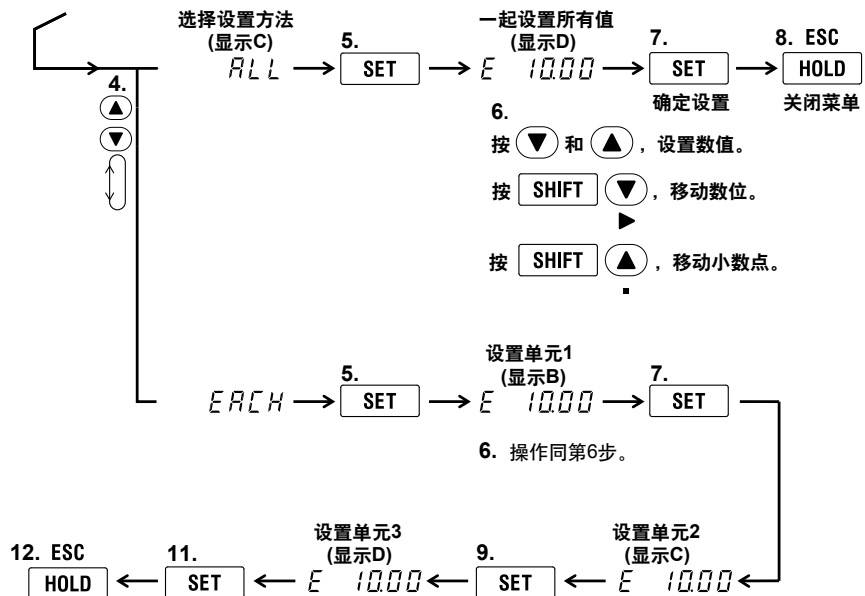 选择设置方法
(显示C)
5.
一起设置所有值
(显示D)
7.
8. ESC
4.
ALL
SET
E 10.00
SET
HOLD
确定设置
关闭菜单
6.
按 ▼ 和 ▲ ，设置数值。
按 SHIFT ▼ ，移动数位。
▶
按 SHIFT ▲ ，移动小数点。
.
设置单元1
(显示B)
5.
7.
EACH
SET
E 10.00
SET
6. 操作同第6步。
设置单元3
(显示D)
设置单元2
(显示C)
12. ESC
11.
9.
HOLD
SET
E 10.00
SET
E 10.00